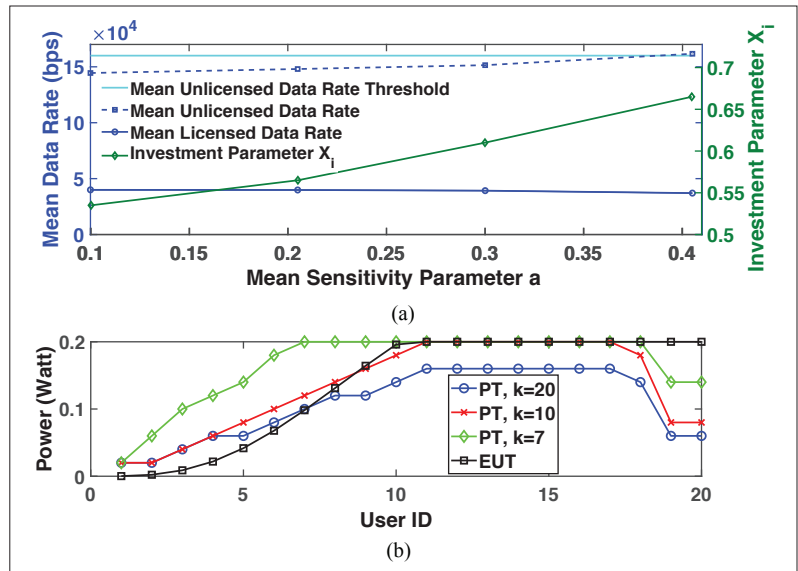 ×10⁴
15
10
5
0
Mean Data Rate (bps)
Mean Unlicensed Data Rate Threshold
Mean Unlicensed Data Rate
Mean Licensed Data Rate
Investment Parameter X_i
0.7
0.65
0.6
0.55
0.5
Investment Parameter X_i
0.1 0.15 0.2 0.25 0.3 0.35 0.4
Mean Sensitivity Parameter a
(a)
0.2
0.1
0
Power (Watt)
PT, k=20
PT, k=10
PT, k=7
EUT
0 5 10 15 20
User ID
(b)